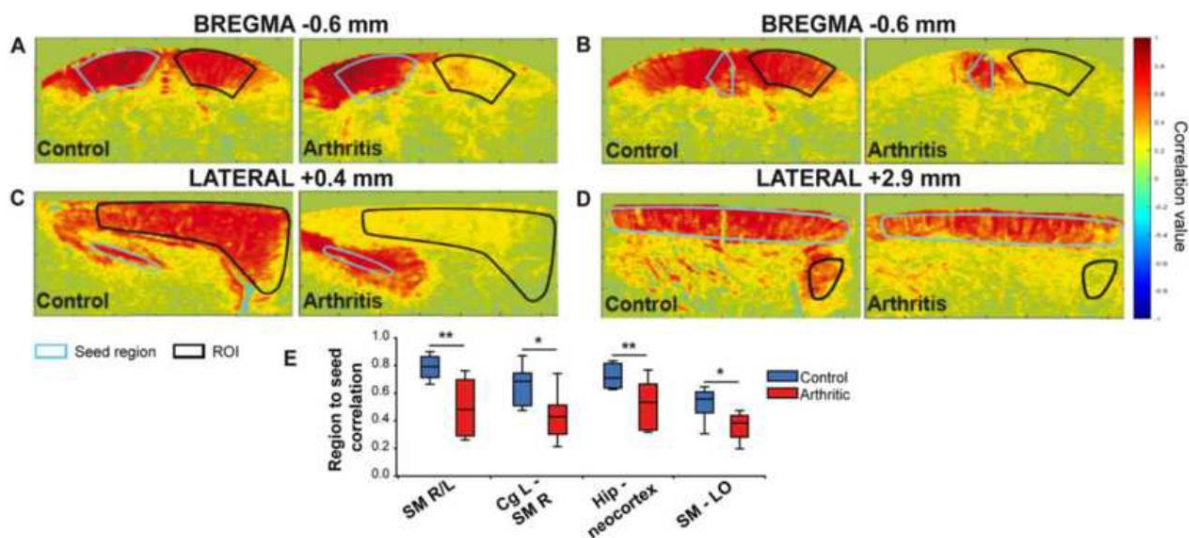 BREGMA -0.6 mm
BREGMA -0.6 mm
A
Control
Arthritis
B
Control
Arthritis
LATERAL +0.4 mm
LATERAL +2.9 mm
C
Control
Arthritis
D
Control
Arthritis
Correlation value
Seed region
ROI
E
Region to seed
correlation
1.0
0.8
0.6
0.4
0.2
0.0
**
*
**
*
Control
Arthritic
SM R/L
Cg L -
SM R
Hip -
neocortex
SM - LO